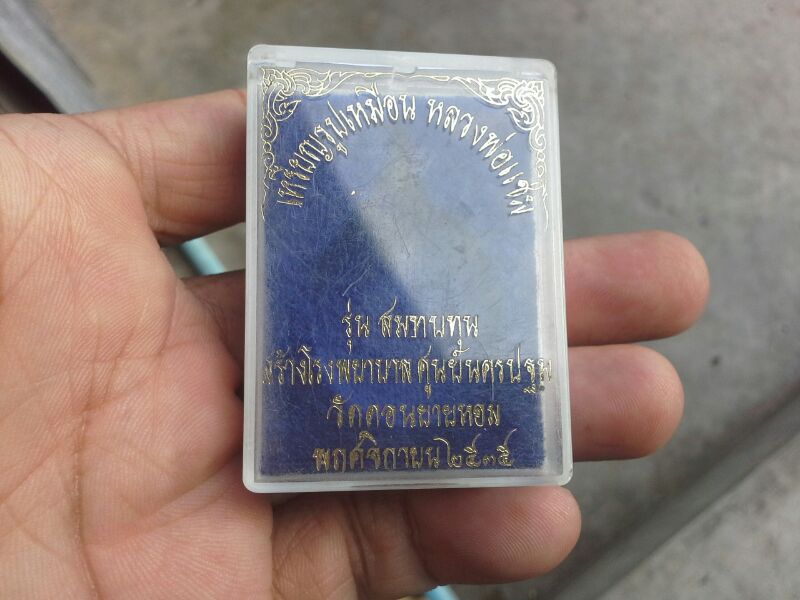 เหรียญรูปเหมือน หลวงพ่อแช่ม
รุ่น สมทบทุน
สร้างโรงพยาบาลศูนย์นครปฐม
วัดดอนยายหอม
พฤศจิกายน ๒๕๓๕